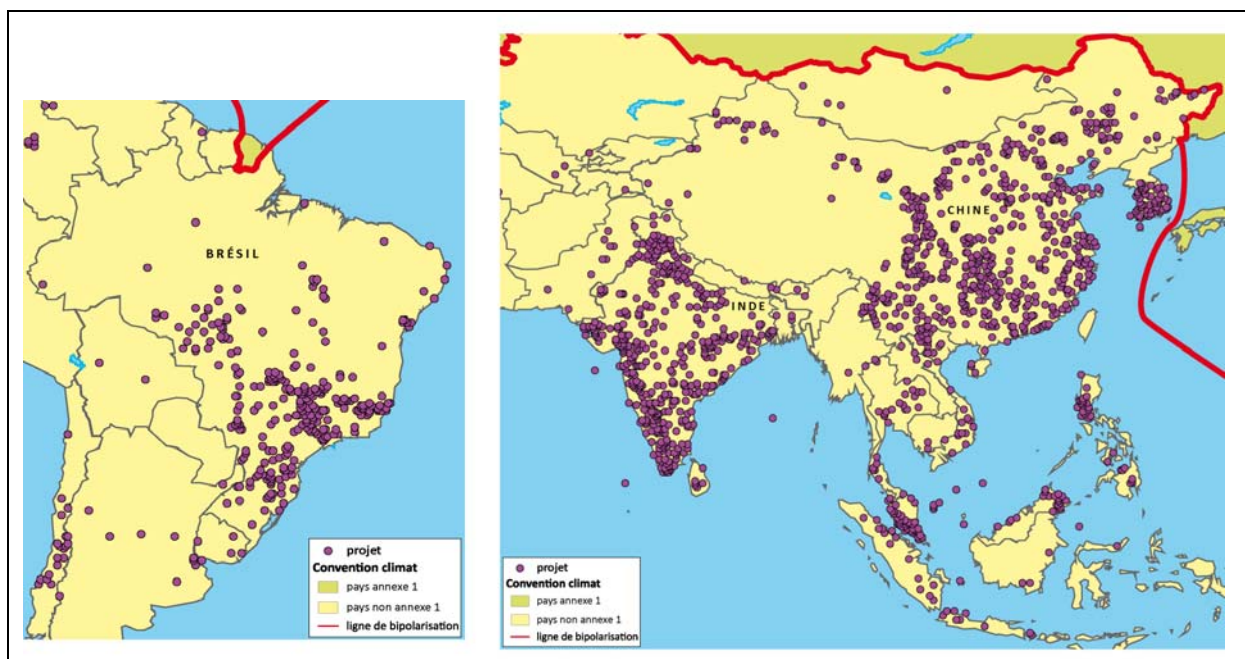 BRÉSIL
projet
Convention climat
pays annexe 1
pays non annexe 1
ligne de bipolarisation
CHINE
INDE
projet
Convention climat
pays annexe 1
pays non annexe 1
ligne de bipolarisation